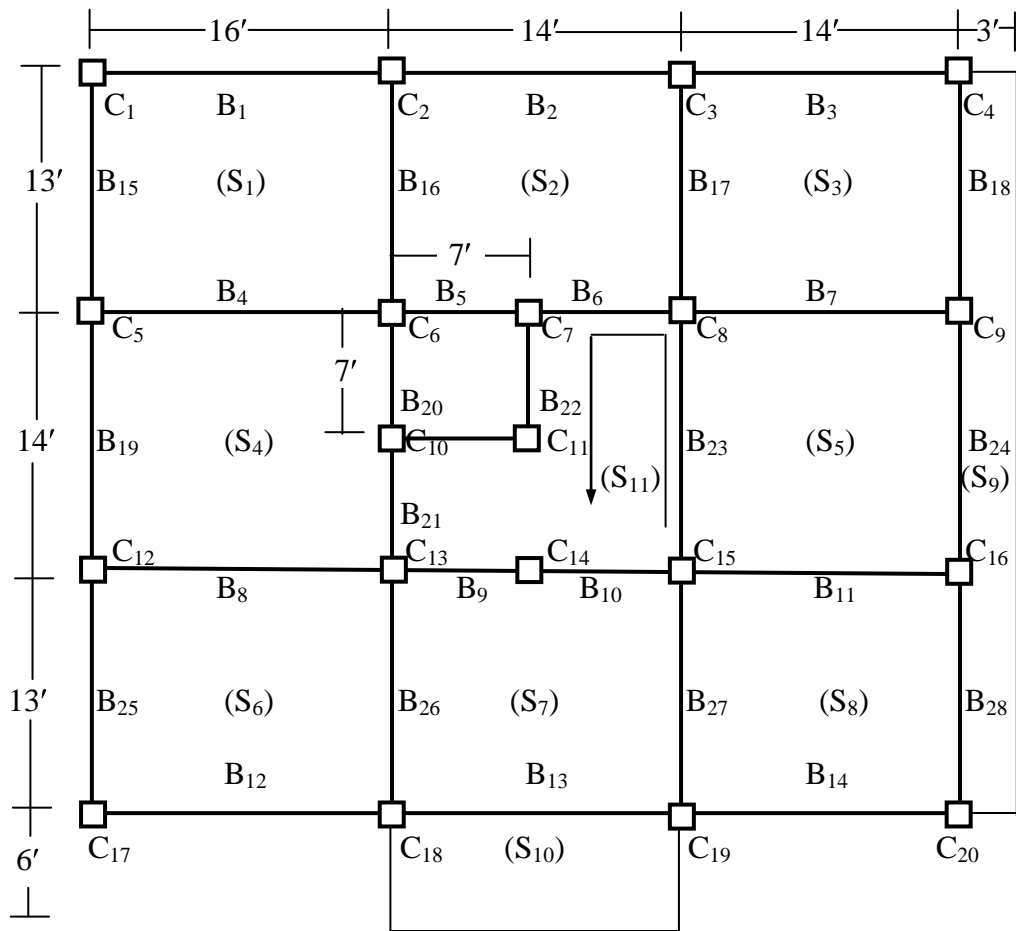 16′ 14′ 14′ 3′
C₁ B₁ C₂ B₂ C₃ B₃ C₄
13′ B₁₅ (S₁) B₁₆ (S₂) B₁₇ (S₃) B₁₈
7′
B₄ B₅ B₆ B₇
C₅ C₆ C₇ C₈ C₉
7′
B₂₀ B₂₂
14′ B₁₉ (S₄) C₁₀ C₁₁ B₂₃ (S₅) B₂₄
(S₁₁) (S₉)
B₂₁
C₁₂ C₁₃ C₁₄ C₁₅ C₁₆
B₈ B₉ B₁₀ B₁₁
13′ B₂₅ (S₆) B₂₆ (S₇) B₂₇ (S₈) B₂₈
B₁₂ B₁₃ B₁₄
6′ C₁₇ C₁₈ (S₁₀) C₁₉ C₂₀